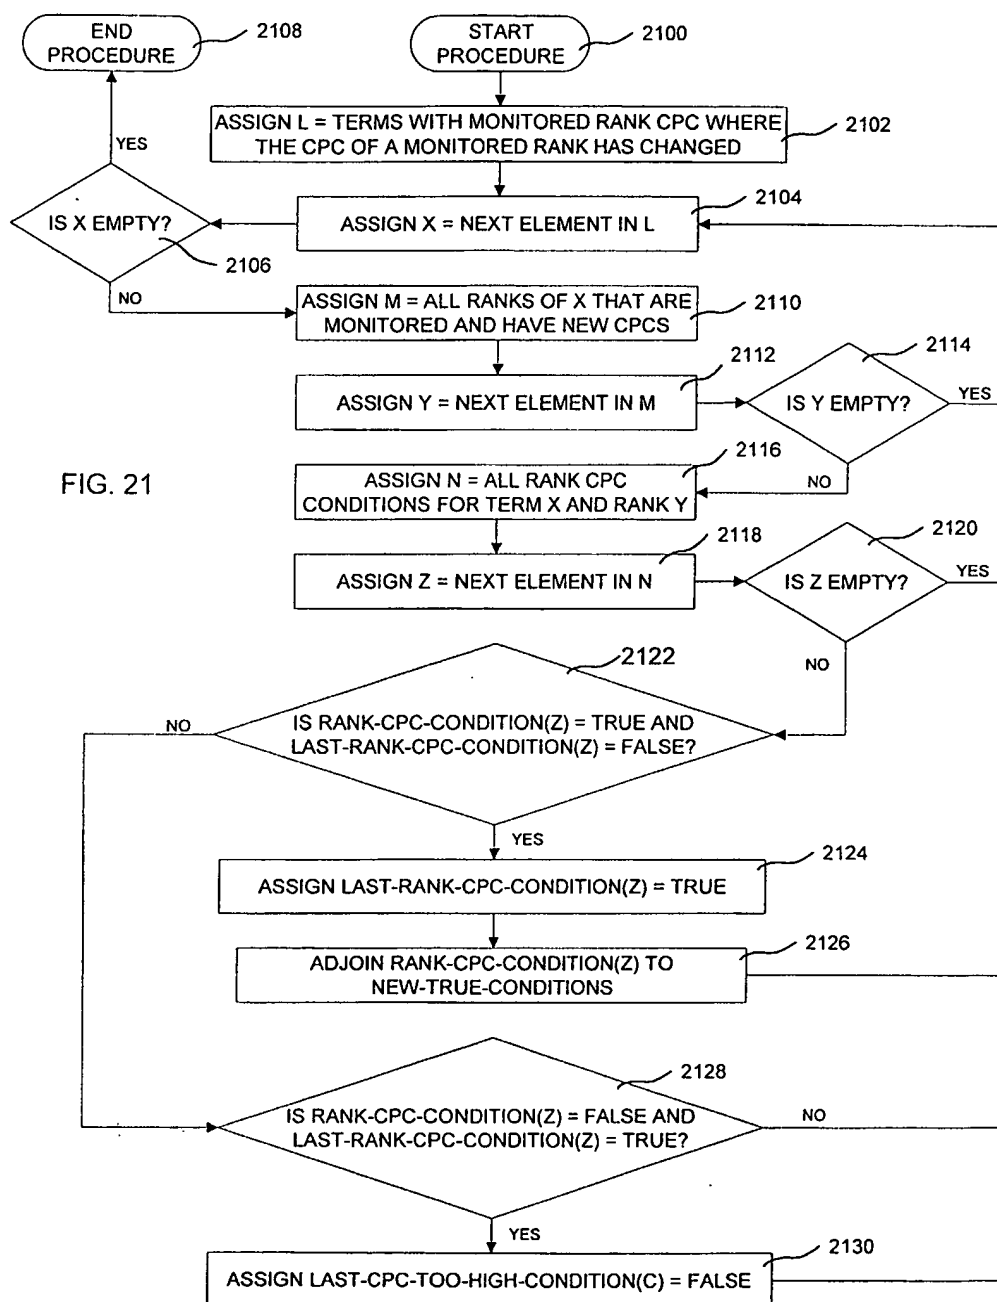 END
PROCEDURE
2108
START
PROCEDURE
2100
ASSIGN L = TERMS WITH MONITORED RANK CPC WHERE
THE CPC OF A MONITORED RANK HAS CHANGED
2102
YES
IS X EMPTY?
2106
ASSIGN X = NEXT ELEMENT IN L
2104
NO
ASSIGN M = ALL RANKS OF X THAT ARE
MONITORED AND HAVE NEW CPCS
2110
ASSIGN Y = NEXT ELEMENT IN M
2112
IS Y EMPTY?
2114
YES
NO
FIG. 21
ASSIGN N = ALL RANK CPC
CONDITIONS FOR TERM X AND RANK Y
2116
ASSIGN Z = NEXT ELEMENT IN N
2118
IS Z EMPTY?
2120
YES
NO
2122
IS RANK-CPC-CONDITION(Z) = TRUE AND
LAST-RANK-CPC-CONDITION(Z) = FALSE?
NO
YES
ASSIGN LAST-RANK-CPC-CONDITION(Z) = TRUE
2124
ADJOIN RANK-CPC-CONDITION(Z) TO
NEW-TRUE-CONDITIONS
2126
2128
IS RANK-CPC-CONDITION(Z) = FALSE AND
LAST-RANK-CPC-CONDITION(Z) = TRUE?
NO
YES
ASSIGN LAST-CPC-TOO-HIGH-CONDITION(C) = FALSE
2130